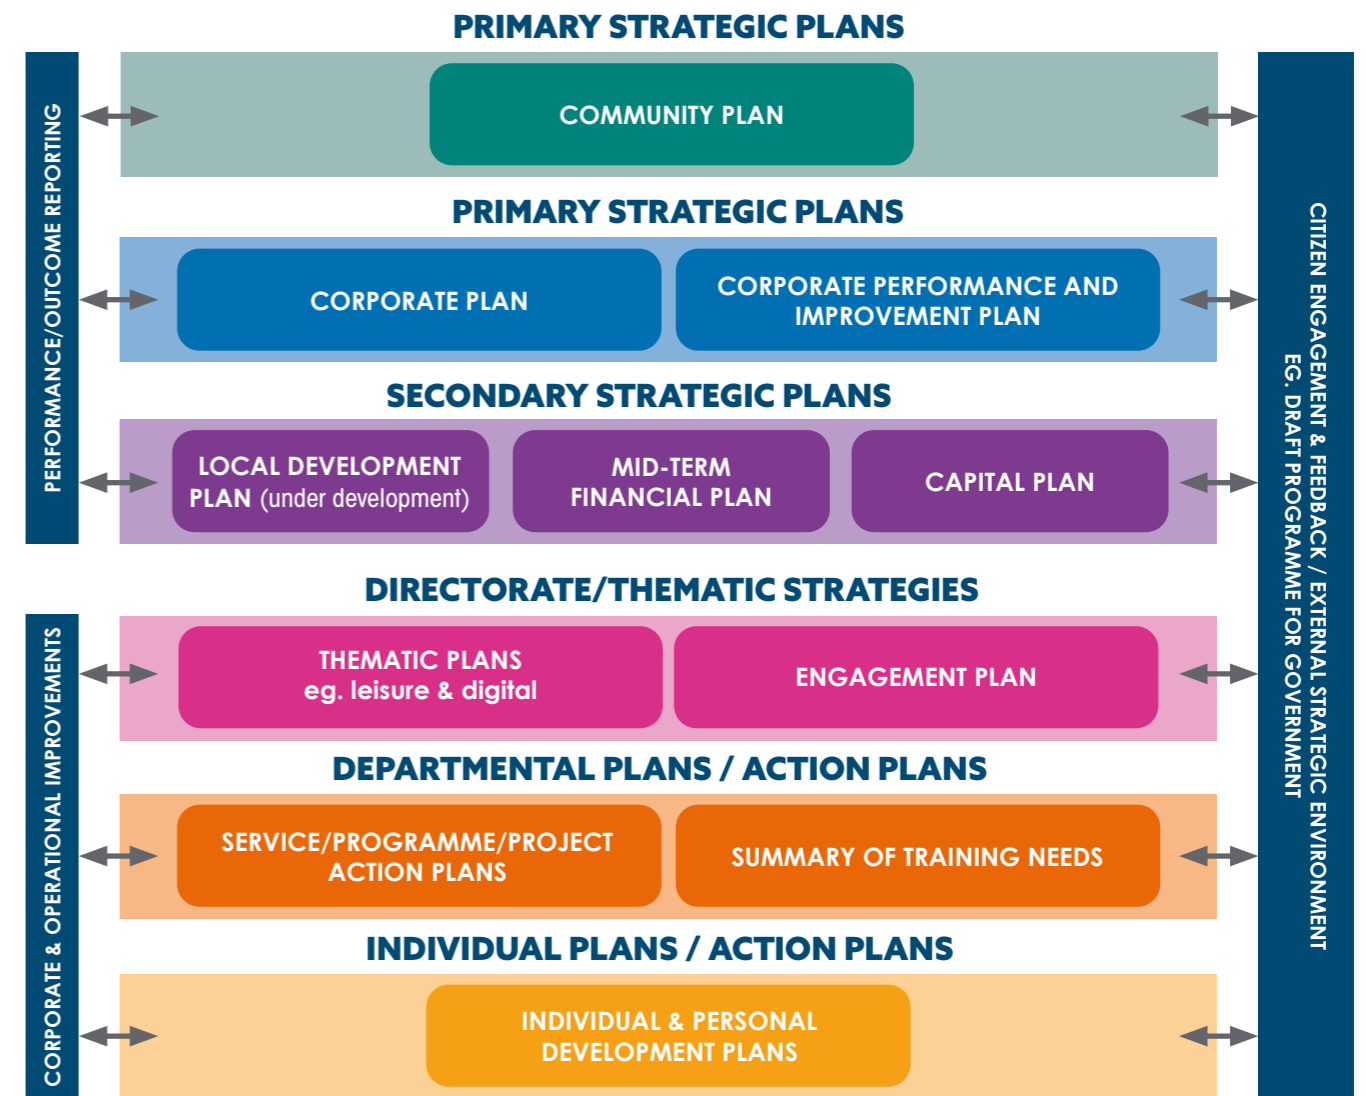 PRIMARY STRATEGIC PLANS
COMMUNITY PLAN
PRIMARY STRATEGIC PLANS
CORPORATE PLAN
CORPORATE PERFORMANCE AND
IMPROVEMENT PLAN
SECONDARY STRATEGIC PLANS
LOCAL DEVELOPMENT
PLAN (under development)
MID-TERM
FINANCIAL PLAN
CAPITAL PLAN
DIRECTORATE/THEMATIC STRATEGIES
THEMATIC PLANS
eg. leisure & digital
ENGAGEMENT PLAN
DEPARTMENTAL PLANS / ACTION PLANS
SERVICE/PROGRAMME/PROJECT
ACTION PLANS
SUMMARY OF TRAINING NEEDS
INDIVIDUAL PLANS / ACTION PLANS
INDIVIDUAL & PERSONAL
DEVELOPMENT PLANS
PERFORMANCE/OUTCOME REPORTING
CORPORATE & OPERATIONAL IMPROVEMENTS
CITIZEN ENGAGEMENT & FEEDBACK / EXTERNAL STRATEGIC ENVIRONMENT
EG. DRAFT PROGRAMME FOR GOVERNMENT